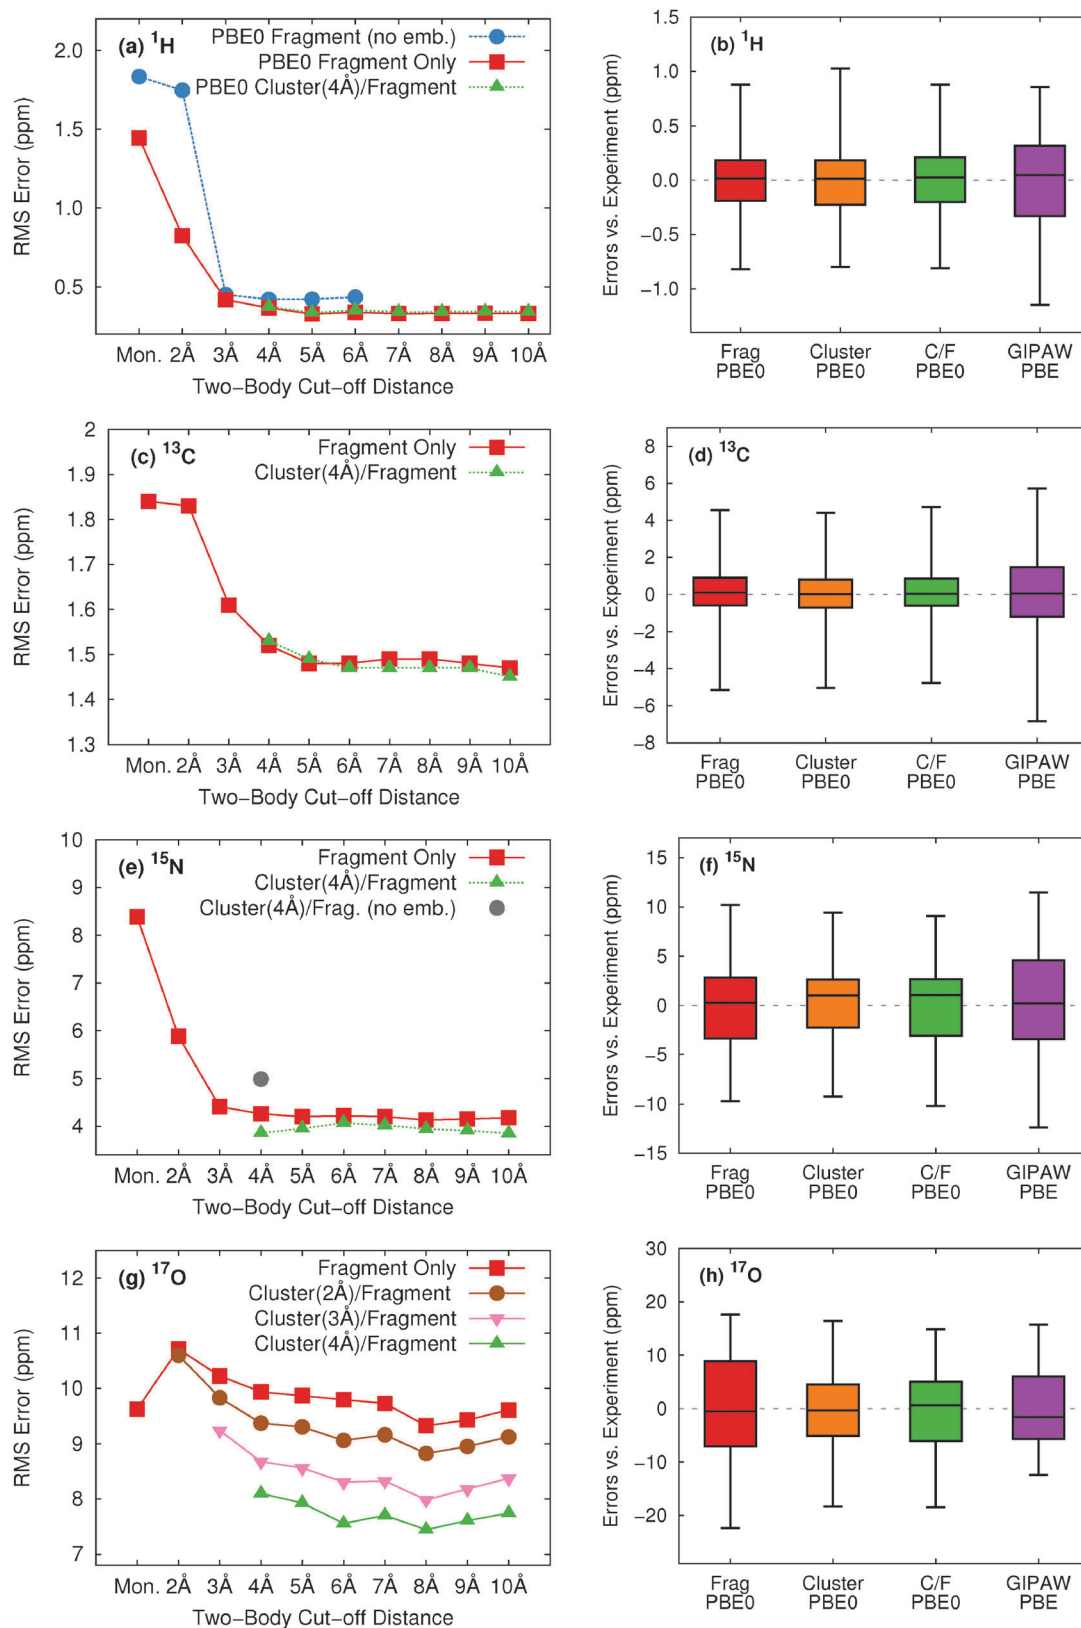 (a) ¹H
PBE0 Fragment (no emb.)
PBE0 Fragment Only
PBE0 Cluster(4Å)/Fragment
RMS Error (ppm)
2.0
1.5
1.0
0.5
Mon. 2Å 3Å 4Å 5Å 6Å 7Å 8Å 9Å 10Å
Two−Body Cut−off Distance
(b) ¹H
Errors vs. Experiment (ppm)
1.5
1.0
0.5
0.0
−0.5
−1.0
Frag Cluster C/F GIPAW
PBE0 PBE0 PBE0 PBE
(c) ¹³C
Fragment Only
Cluster(4Å)/Fragment
RMS Error (ppm)
2
1.9
1.8
1.7
1.6
1.5
1.4
1.3
Mon. 2Å 3Å 4Å 5Å 6Å 7Å 8Å 9Å 10Å
Two−Body Cut−off Distance
(d) ¹³C
Errors vs. Experiment (ppm)
8
6
4
2
0
−2
−4
−6
−8
Frag Cluster C/F GIPAW
PBE0 PBE0 PBE0 PBE
(e) ¹⁵N
Fragment Only
Cluster(4Å)/Fragment
Cluster(4Å)/Frag. (no emb.)
RMS Error (ppm)
10
9
8
7
6
5
4
Mon. 2Å 3Å 4Å 5Å 6Å 7Å 8Å 9Å 10Å
Two−Body Cut−off Distance
(f) ¹⁵N
Errors vs. Experiment (ppm)
15
10
5
0
−5
−10
−15
Frag Cluster C/F GIPAW
PBE0 PBE0 PBE0 PBE
(g) ¹⁷O
Fragment Only
Cluster(2Å)/Fragment
Cluster(3Å)/Fragment
Cluster(4Å)/Fragment
RMS Error (ppm)
12
11
10
9
8
7
Mon. 2Å 3Å 4Å 5Å 6Å 7Å 8Å 9Å 10Å
Two−Body Cut−off Distance
(h) ¹⁷O
Errors vs. Experiment (ppm)
30
20
10
0
−10
−20
Frag Cluster C/F GIPAW
PBE0 PBE0 PBE0 PBE